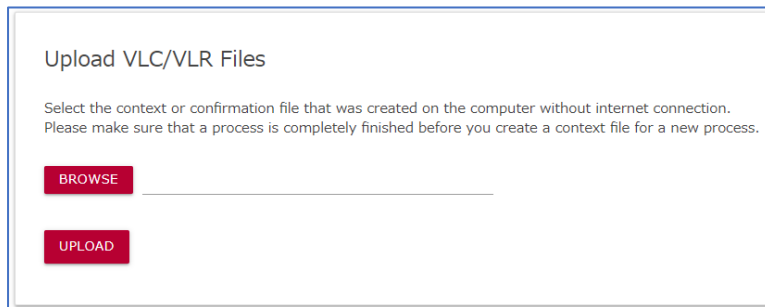 Upload VLC/VLR Files
Select the context or confirmation file that was created on the computer without internet connection.
Please make sure that a process is completely finished before you create a context file for a new process.
BROWSE
UPLOAD